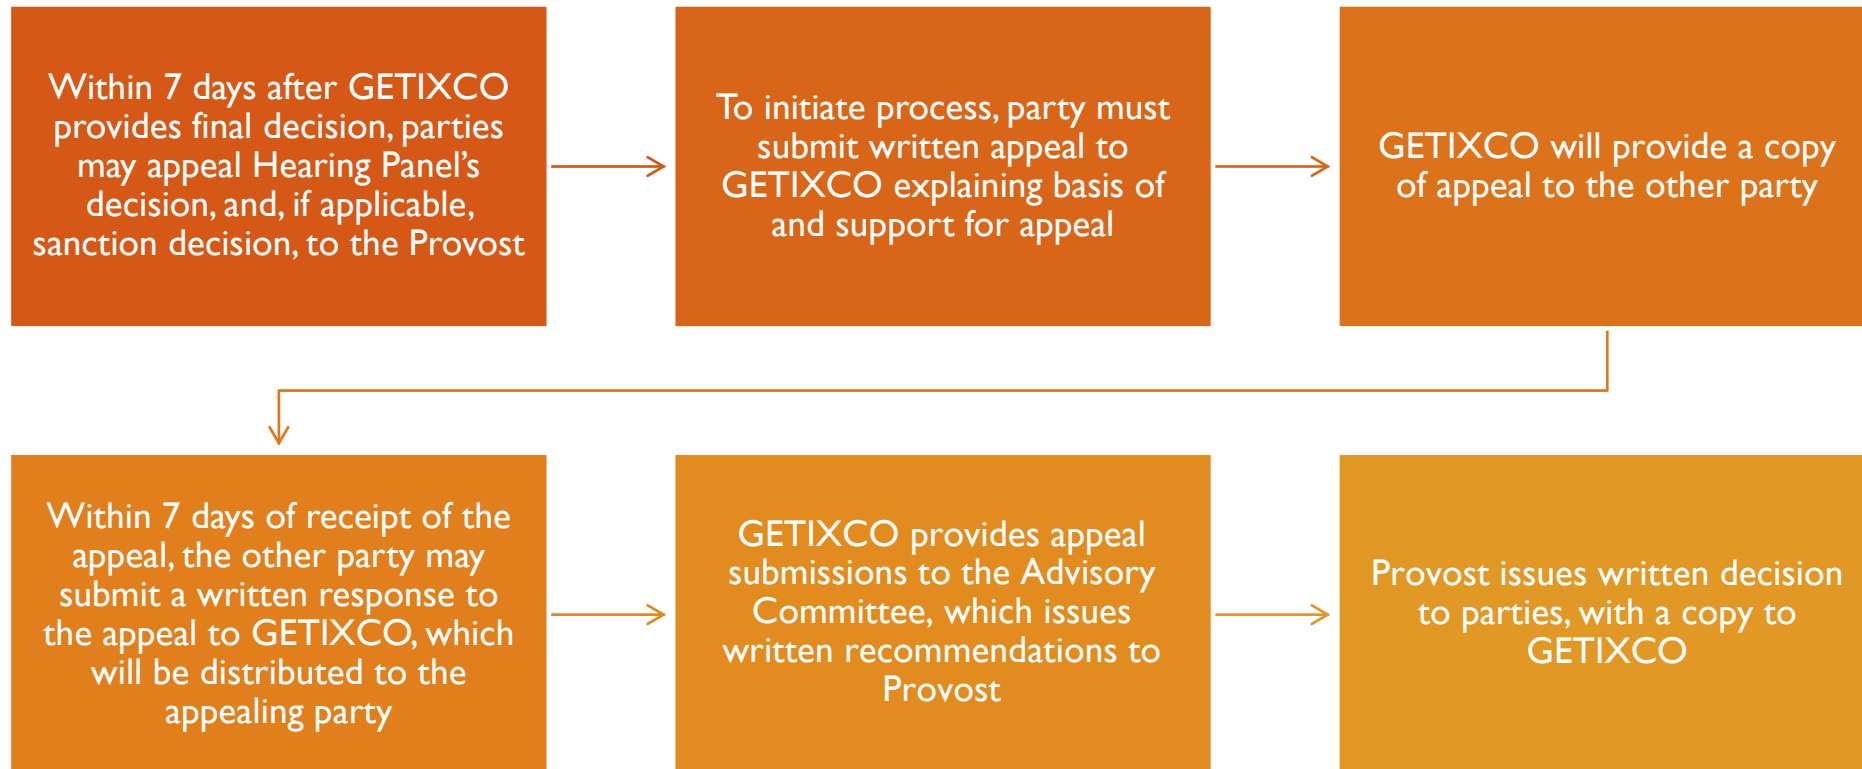 Within 7 days after GETIXCO
provides final decision, parties
may appeal Hearing Panel's
decision, and, if applicable,
sanction decision, to the Provost
To initiate process, party must
submit written appeal to
GETIXCO explaining basis of
and support for appeal
GETIXCO will provide a copy
of appeal to the other party
Within 7 days of receipt of the
appeal, the other party may
submit a written response to
the appeal to GETIXCO, which
will be distributed to the
appealing party
GETIXCO provides appeal
submissions to the Advisory
Committee, which issues
written recommendations to
Provost
Provost issues written decision
to parties, with a copy to
GETIXCO